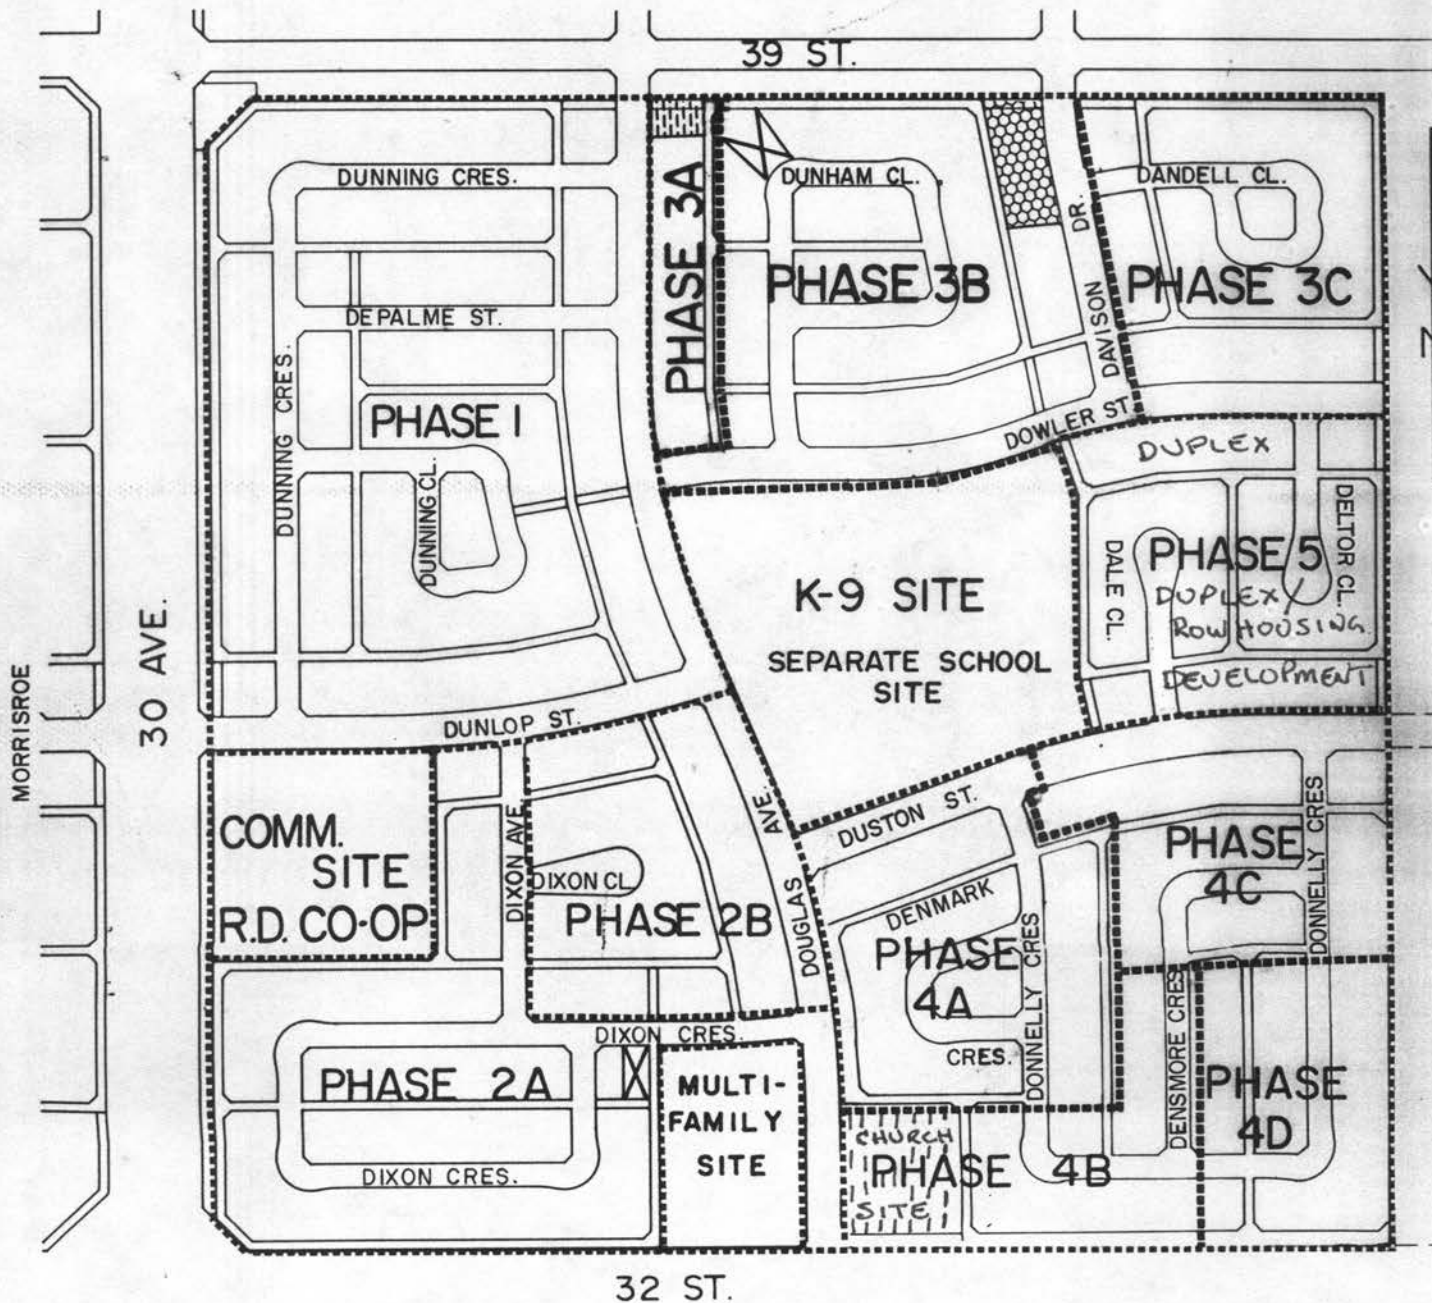 39 ST.
DUNNING CRES.
PHASE 3A
DUNHAM CL.
DR.
DANDELL CL.
PHASE 3B
PHASE 3C
DEPALME ST.
DAVISON
DUNNING CRES.
PHASE 1
DOWLER ST
DUPLEX
DUNNING CL.
DELTOR CL.
DALE CL.
PHASE 5
DUPLEX/
ROW HOUSING
DEVELOPMENT
K-9 SITE
SEPARATE SCHOOL
SITE
30 AVE.
MORRISROE
DUNLOP ST.
AVE.
DUSTON ST.
DONNELLY CRES
COMM.
SITE
R.D. CO-OP
DIXON AVE
DIXON CL
PHASE 2B
DOUGLAS
DENMARK
PHASE
4C
PHASE
4A
CRES.
DONNELLY CRES
DENSMORE CRES
DIXON CRES.
PHASE 2A
MULTI-
FAMILY
SITE
PHASE
4D
CHURCH
PHASE 4B
SITE
DIXON CRES.
32 ST.